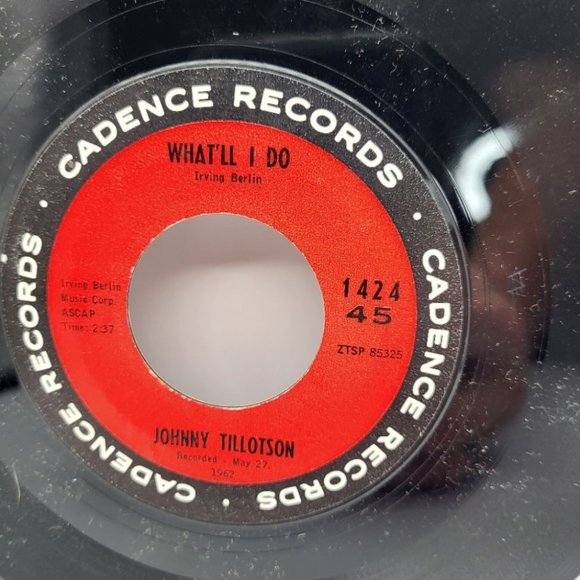 CADENCE RECORDS · CADENCE RECORDS · CADENCE RECORDS ·
WHAT'LL I DO
Irving Berlin
Irving Berlin
Music Corp.
ASCAP
Time: 2:37
1424
45
ZTSP 85325
JOHNNY TILLOTSON
Recorded - May 27,
1962
AA